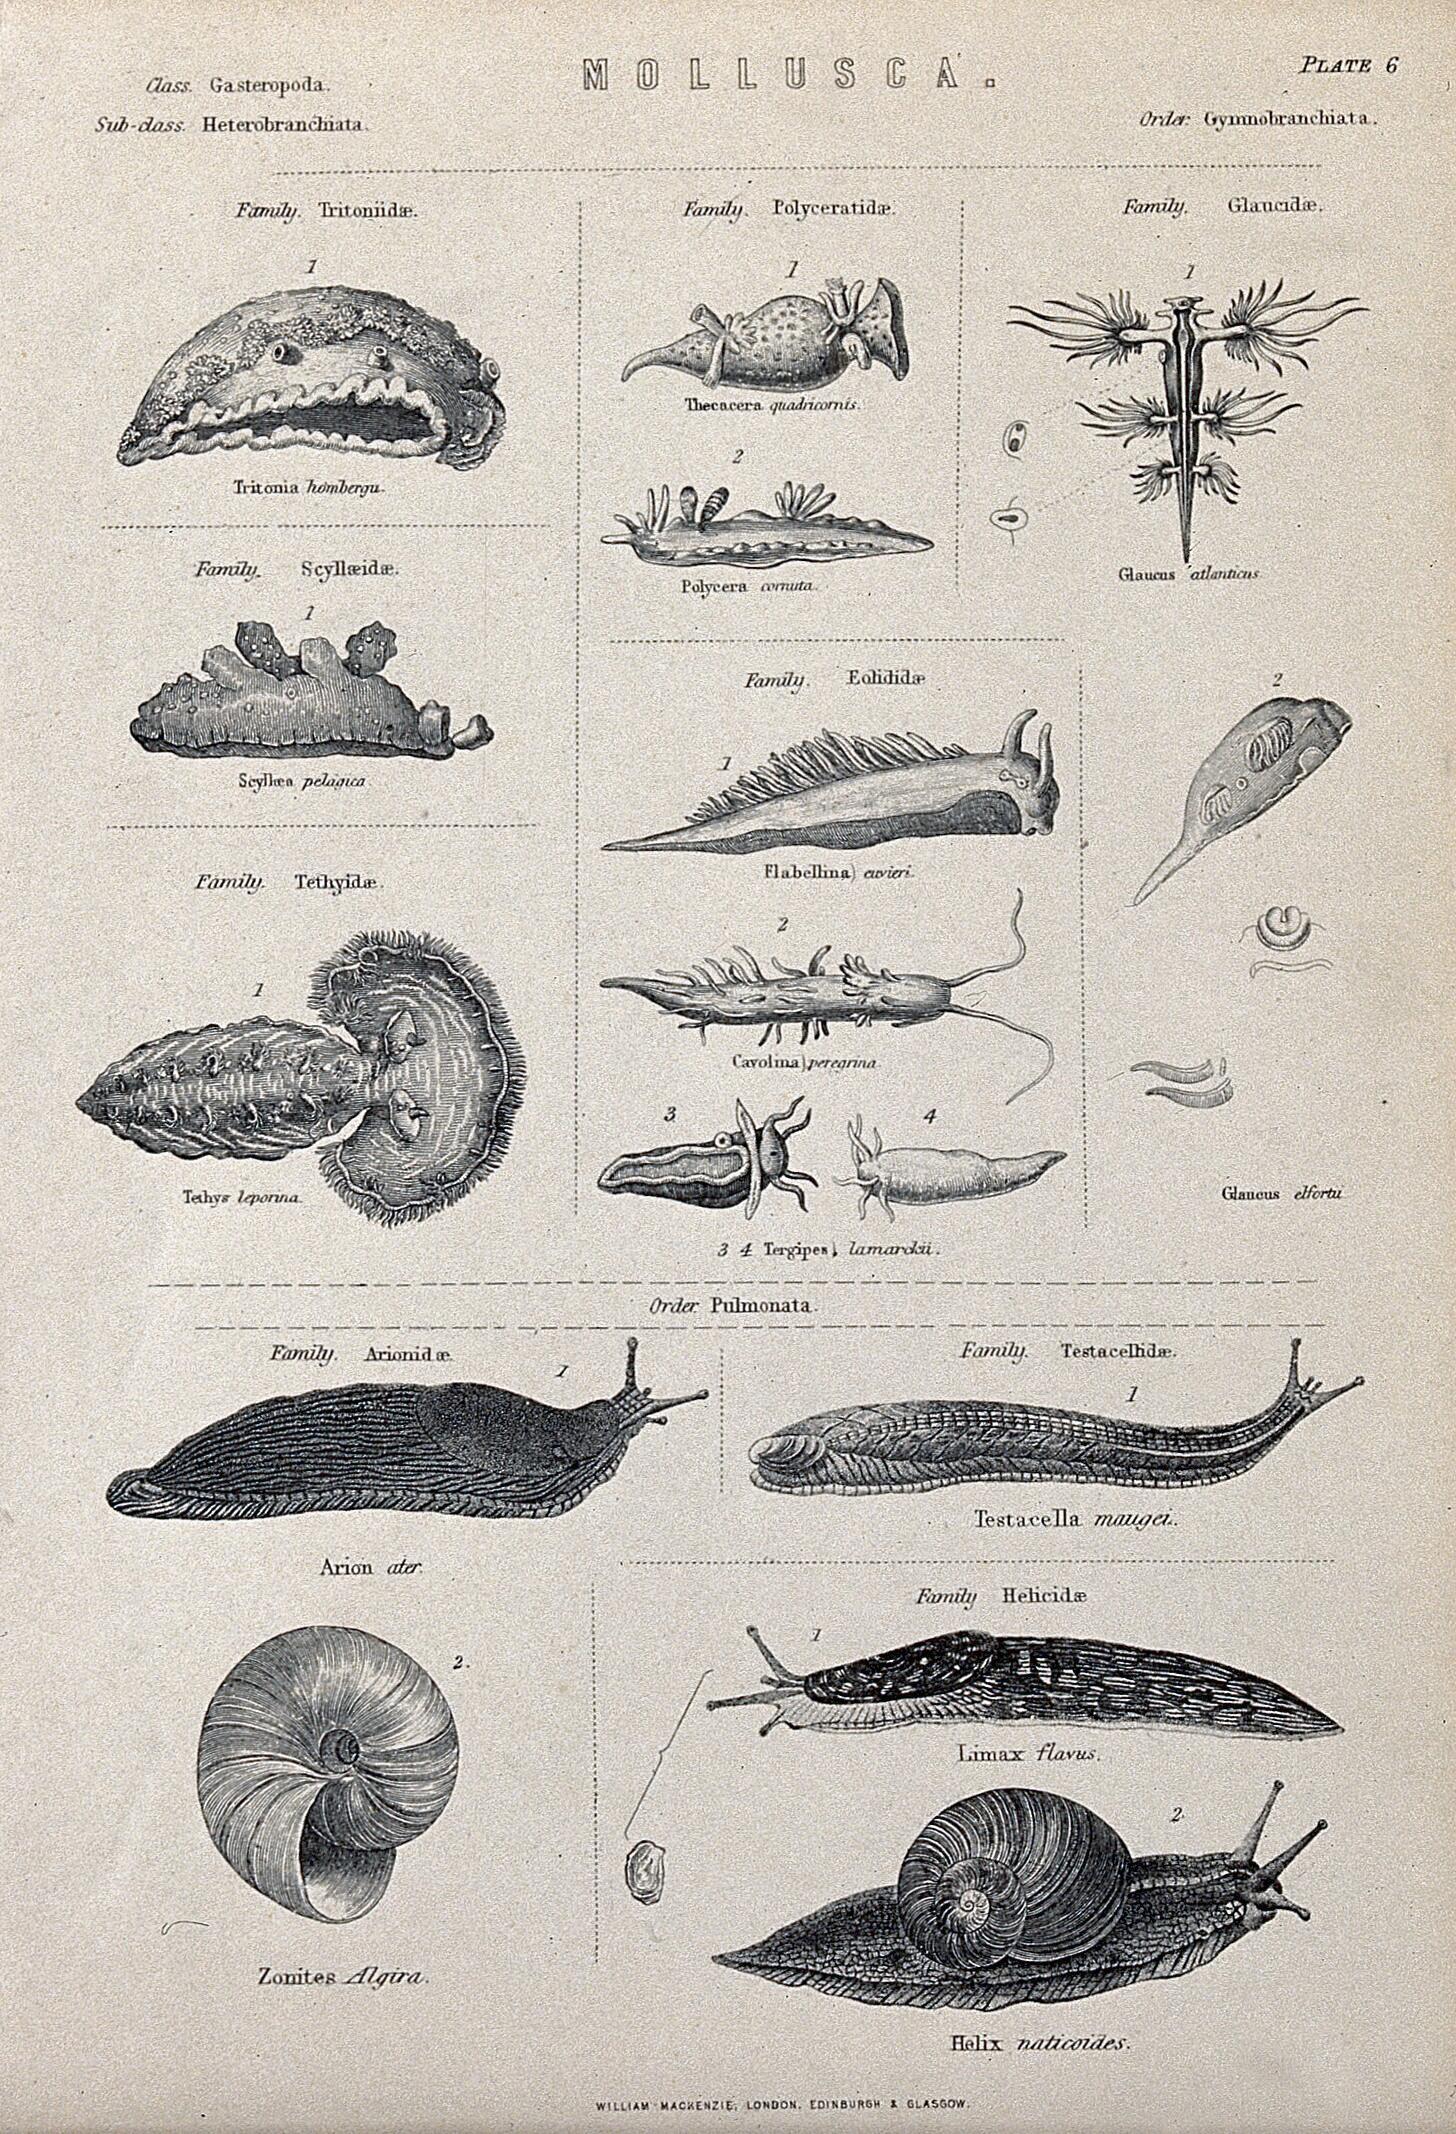 MOLLUSCA.
PLATE 6
Class. Gasteropoda.
Sub-class. Heterobranchiata.
Order: Gymnobranchiata.
Family. Tritoniidæ.
1
Tritonia hombergii.
Family. Scyllæidæ.
1
Scyllæa pelagica.
Family. Tethyidæ.
1
Tethys leporina.
Family. Polyceratidæ.
1
Thecacera quadricornis.
2
Polycera cornuta.
Family. Glaucidæ.
1
Glaucus atlanticus
Family. Eolididæ
1
Flabellina) cuvieri.
2
Cavolina) peregrina
3
4
3 4 Tergipes) lamarckii.
2
Glaucus elfortii
Order Pulmonata.
Family. Arionidæ.
1
Arion ater.
2.
Zonites Algira.
Family. Testacellidæ.
1
Testacella maugei.
Family Helicidæ
1
Limax flavus.
2.
Helix naticoides.
WILLIAM MACKENZIE, LONDON, EDINBURGH & GLASGOW.